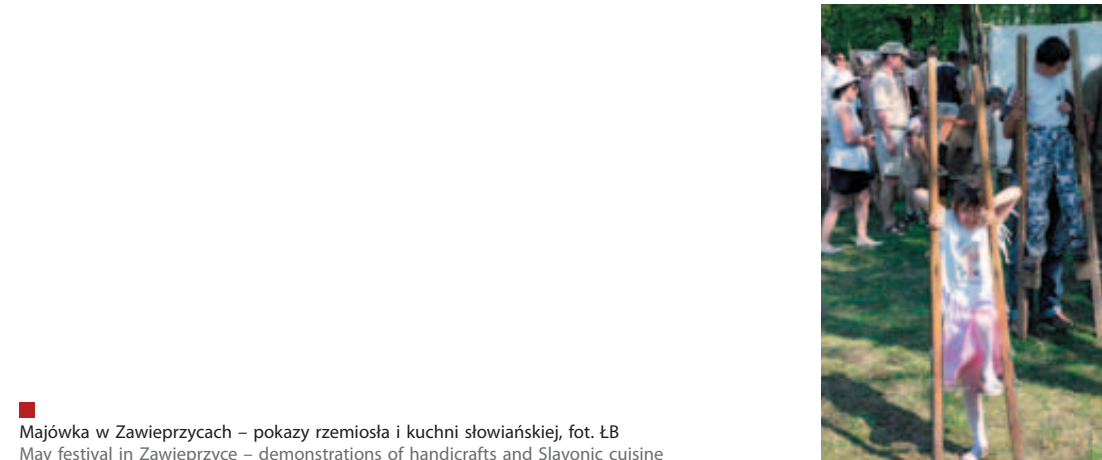 Majówka w Zawieprzycach – pokazy rzemiosła i kuchni słowiańskiej, fot. ŁB
May festival in Zawieprzyce – demonstrations of handicrafts and Slavonic cuisine